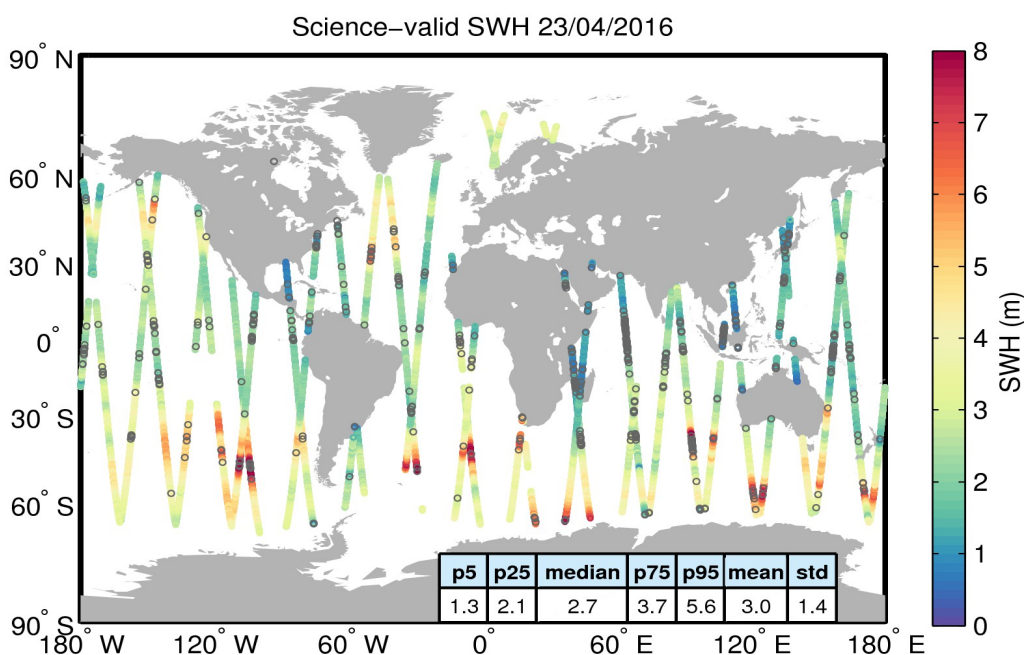 Science−valid SWH 23/04/2016
90° N
60° N
30° N
0°
30° S
60° S
90° S
180° W
120° W
60° W
0°
60° E
120° E
180° E
8
7
6
5
4
3
2
1
0
SWH (m)
p5 p25 median p75 p95 mean std
1.3 2.1 2.7 3.7 5.6 3.0 1.4